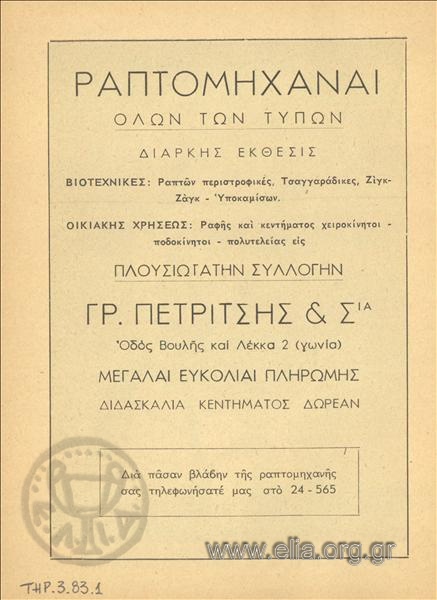 ΡΑΠΤΟΜΗΧΑΝΑΙ
ΟΛΩΝ ΤΩΝ ΤΥΠΩΝ
ΔΙΑΡΚΗΣ ΕΚΘΕΣΙΣ
ΒΙΟΤΕΧΝΙΚΕΣ: Ραπτῶν περιστροφικές, Τσαγγαράδικες, Ζὶγκ-
Ζὰγκ - Ὑποκαμίσων.
ΟΙΚΙΑΚΗΣ ΧΡΗΣΕΩΣ: Ραφῆς καὶ κεντήματος χειροκίνητοι -
ποδοκίνητοι - πολυτελείας εἰς
ΠΛΟΥΣΙΩΤΑΤΗΝ ΣΥΛΛΟΓΗΝ
ΓΡ. ΠΕΤΡΙΤΣΗΣ & ΣΙΑ
Ὁδὸς Βουλῆς καὶ Λέκκα 2 (γωνία)
ΜΕΓΑΛΑΙ ΕΥΚΟΛΙΑΙ ΠΛΗΡΩΜΗΣ
ΔΙΔΑΣΚΑΛΙΑ ΚΕΝΤΗΜΑΤΟΣ ΔΩΡΕΑΝ
Διὰ πᾶσαν βλάβην τῆς ραπτομηχανῆς
σας τηλεφωνήσατέ μας στὸ 24-565
Ε.Λ.Ι.Α
www.elia.org.gr
ΤΗΡ.3.83.1